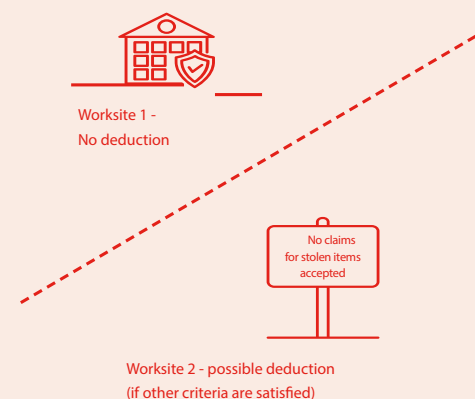 Worksite 1 -
No deduction
No claims
for stolen items
accepted
Worksite 2 - possible deduction
(if other criteria are satisfied)